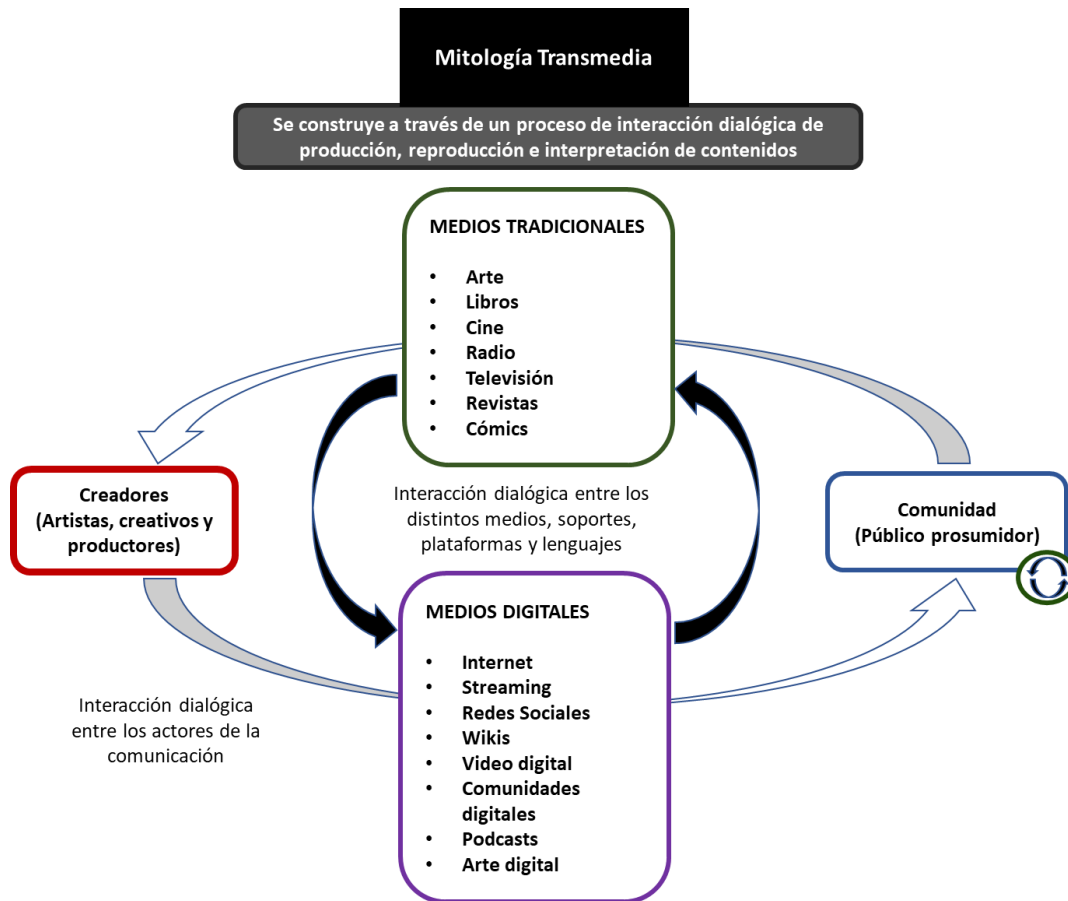 Mitología Transmedia
Se construye a través de un proceso de interacción dialógica de
producción, reproducción e interpretación de contenidos
MEDIOS TRADICIONALES
• Arte
• Libros
• Cine
• Radio
• Televisión
• Revistas
• Cómics
Creadores
(Artistas, creativos y
productores)
Interacción dialógica entre los
distintos medios, soportes,
plataformas y lenguajes
Comunidad
(Público prosumidor)
MEDIOS DIGITALES
• Internet
• Streaming
• Redes Sociales
• Wikis
• Video digital
• Comunidades
digitales
• Podcasts
• Arte digital
Interacción dialógica
entre los actores de la
comunicación